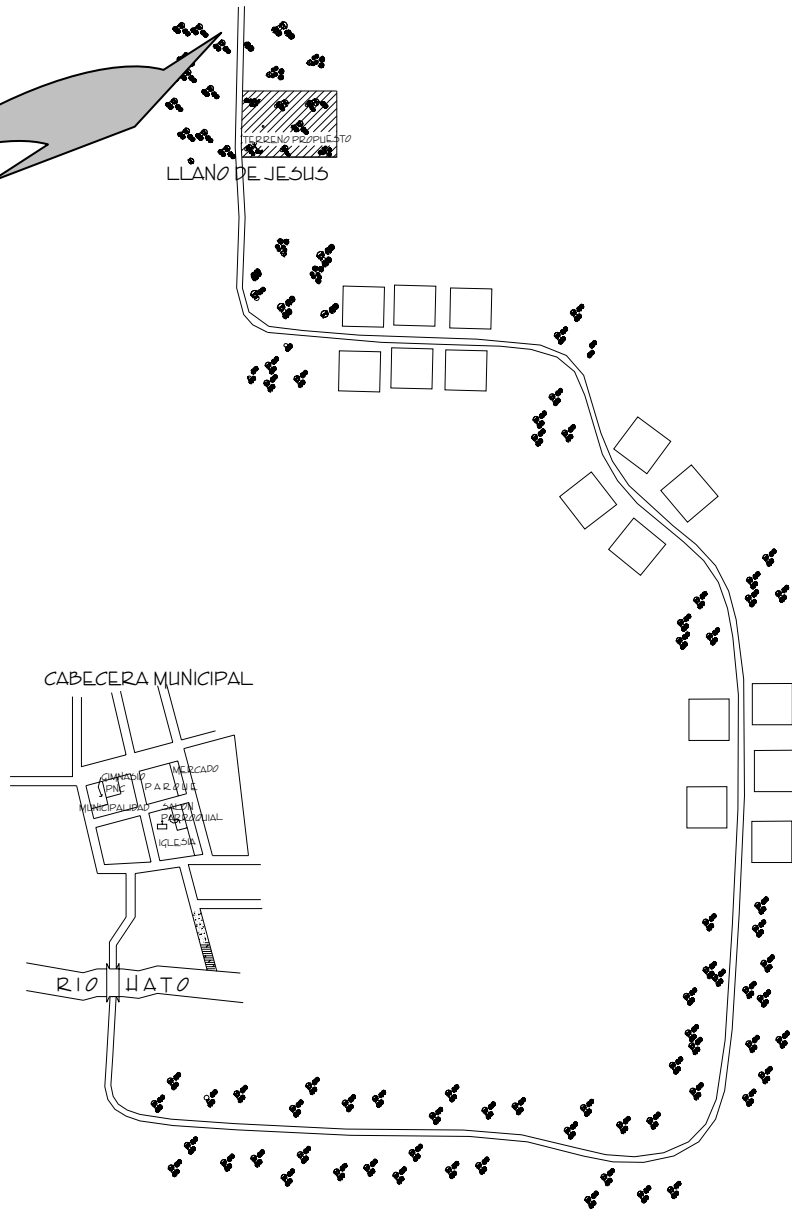 TERRENO PROPUESTO
LLANO DE JESUS
CABECERA MUNICIPAL
MERCADO
GIMNASIO
PNC
PARQUE
MUNICIPALIDAD
SALON
PARROQUIAL
IGLESIA
RIO HATO